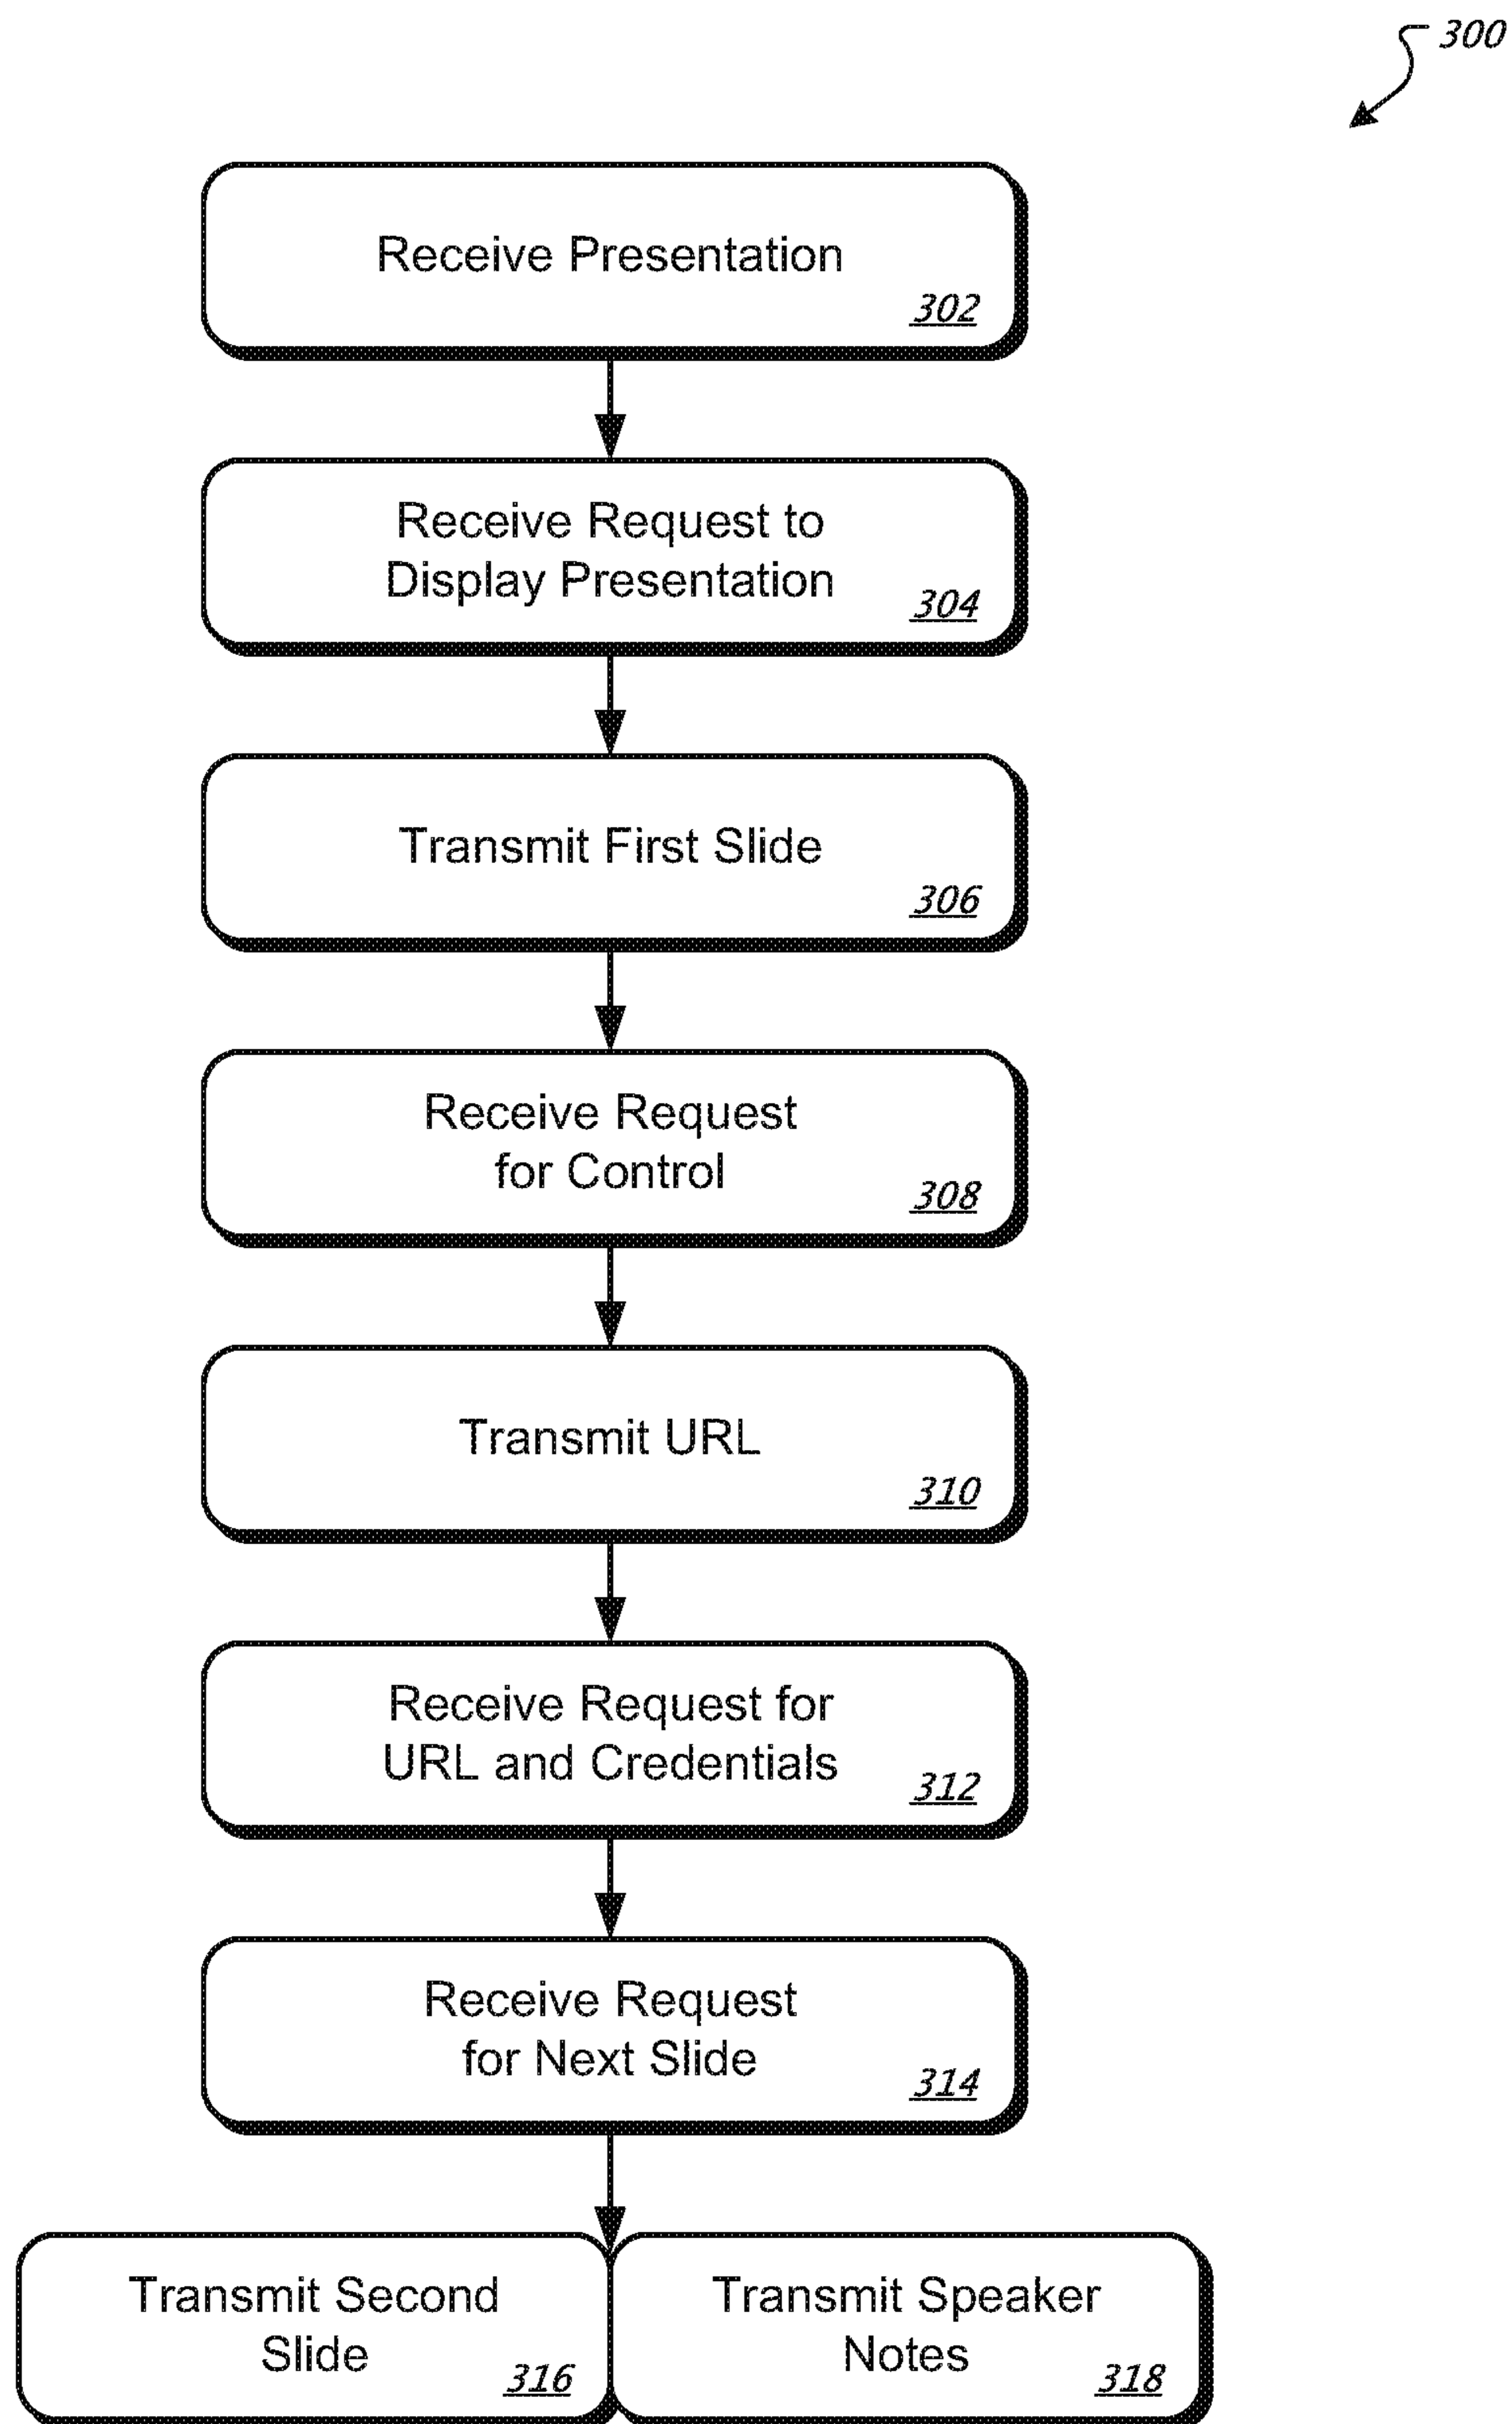 300
Receive Presentation
302
Receive Request to
Display Presentation
304
Transmit First Slide
306
Receive Request
for Control
308
Transmit URL
310
Receive Request for
URL and Credentials
312
Receive Request
for Next Slide
314
Transmit Second
Slide
316
Transmit Speaker
Notes
318